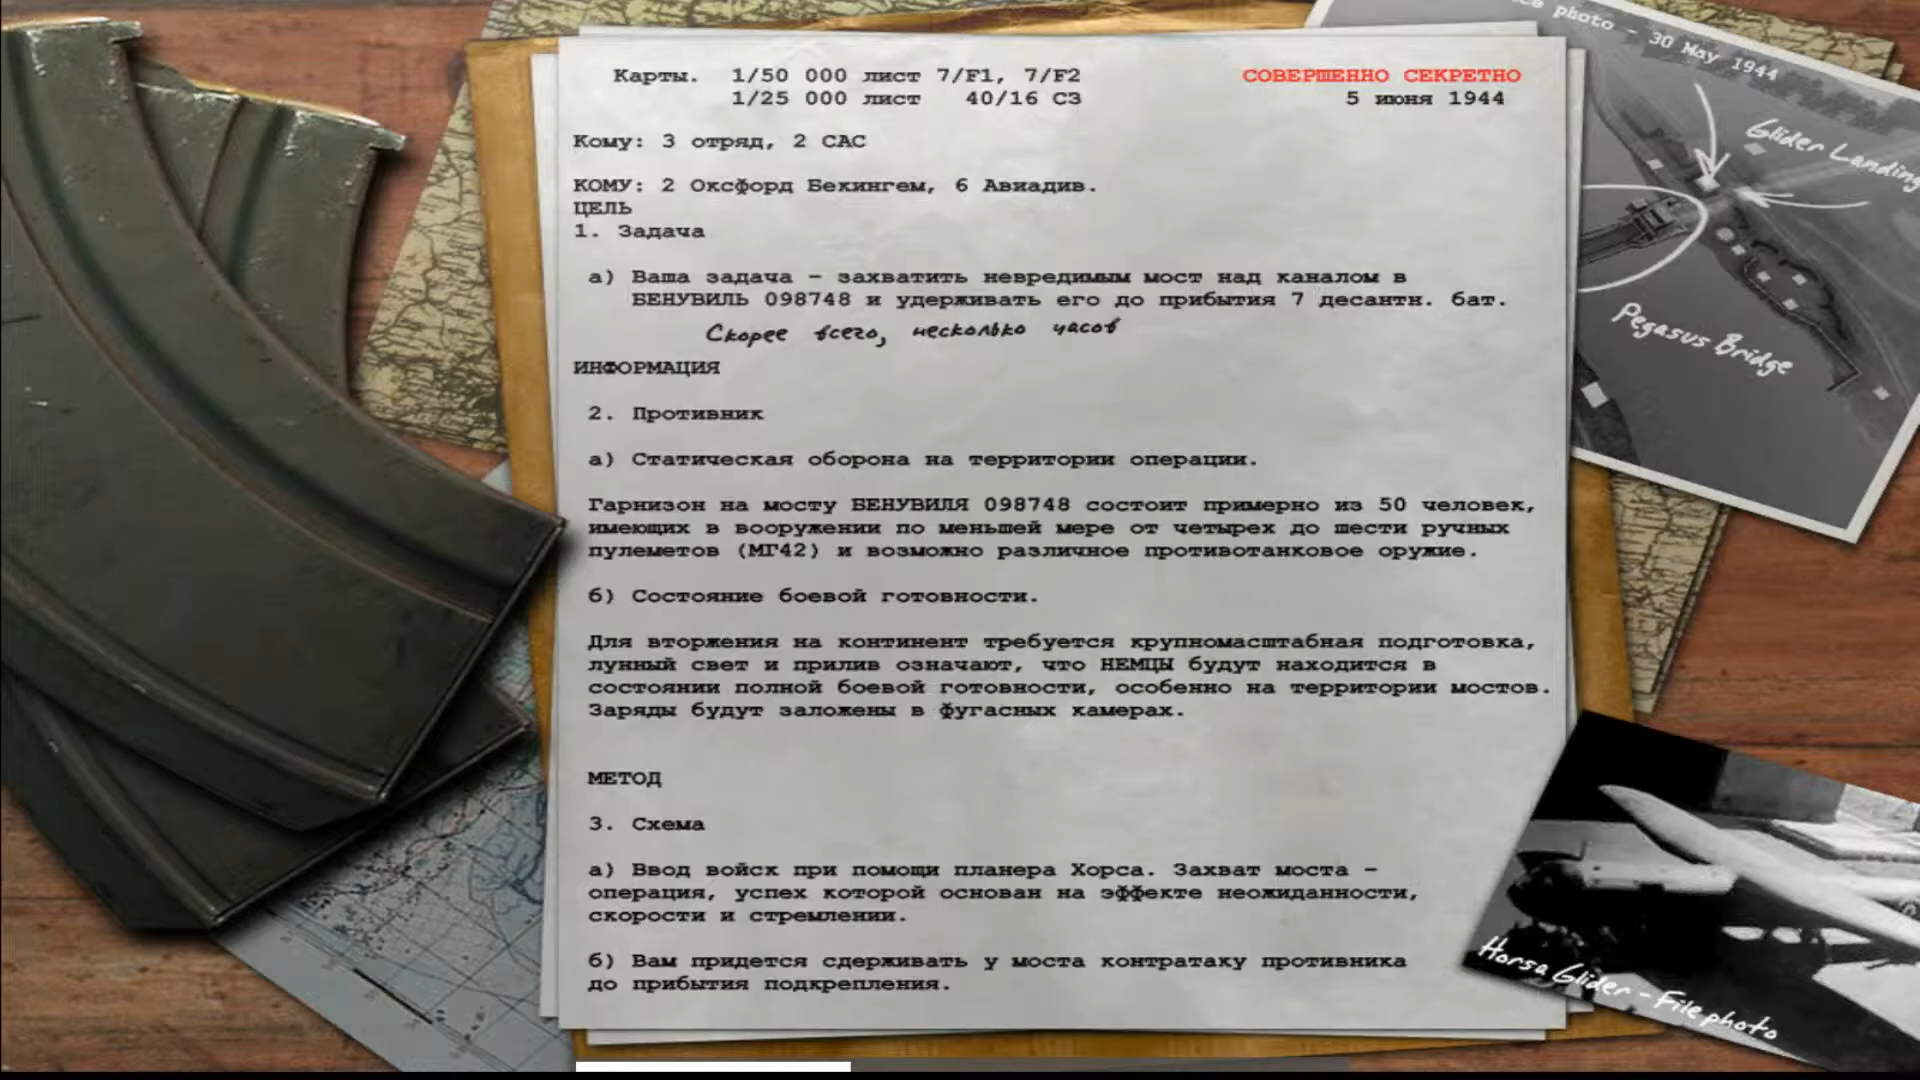 Карты. 1/50 000 лист 7/F1, 7/F2
1/25 000 лист 40/16 СЗ
СОВЕРШЕННО СЕКРЕТНО
5 июня 1944
Кому: 3 отряд, 2 САС
КОМУ: 2 Оксфорд Бекингем, 6 Авиадив.
ЦЕЛЬ
1. Задача
а) Ваша задача – захватить невредимым мост над каналом в
БЕНУВИЛЬ 098748 и удерживать его до прибытия 7 десантн. бат.
Скорее всего, несколько часов
ИНФОРМАЦИЯ
2. Противник
а) Статическая оборона на территории операции.
Гарнизон на мосту БЕНУВИЛЯ 098748 состоит примерно из 50 человек,
имеющих в вооружении по меньшей мере от четырех до шести ручных
пулеметов (МГ42) и возможно различное противотанковое оружие.
б) Состояние боевой готовности.
Для вторжения на континент требуется крупномасштабная подготовка,
лунный свет и прилив означают, что НЕМЦЫ будут находится в
состоянии полной боевой готовности, особенно на территории мостов.
Заряды будут заложены в фугасных камерах.
МЕТОД
3. Схема
а) Ввод войск при помощи планера Хорса. Захват моста –
операция, успех которой основан на эффекте неожиданности,
скорости и стремлении.
б) Вам придется сдерживать у моста контратаку противника
до прибытия подкрепления.
photo - 30 May 1944
Glider Landing
Pegasus Bridge
Horsa Glider - File photo